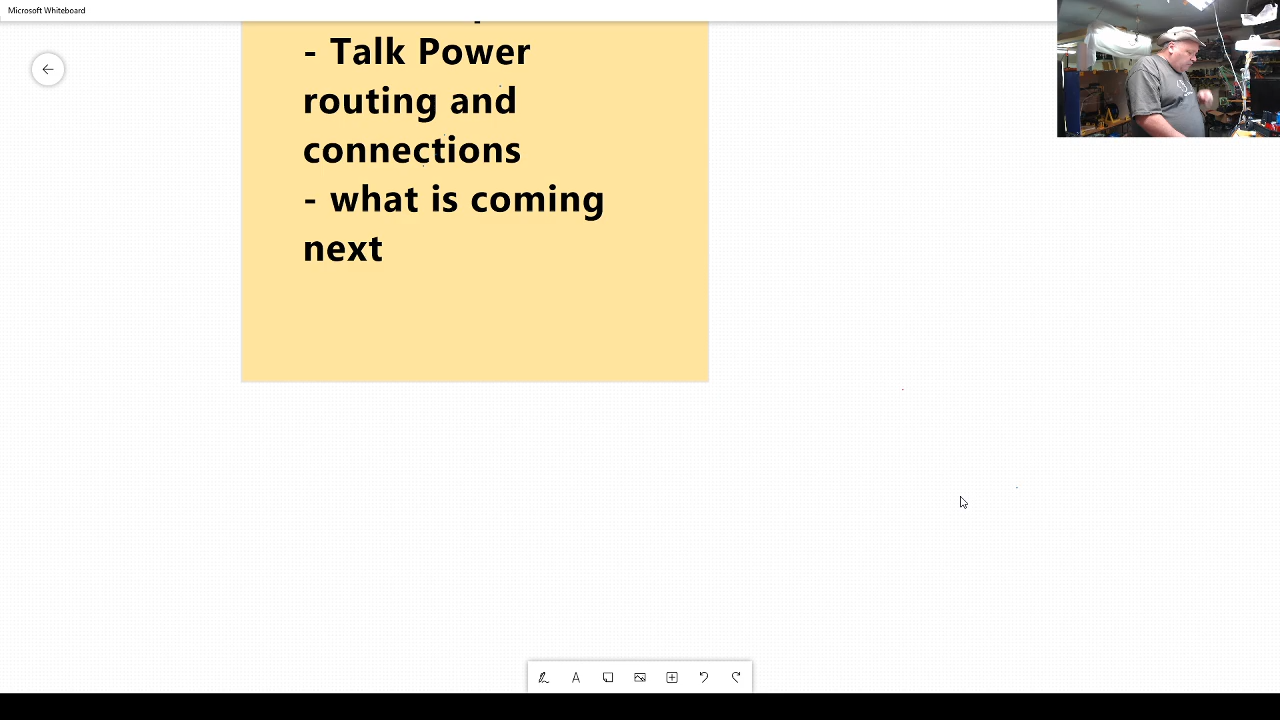 Microsoft Whiteboard
- Talk Power
routing and
connections
- what is coming
next
A